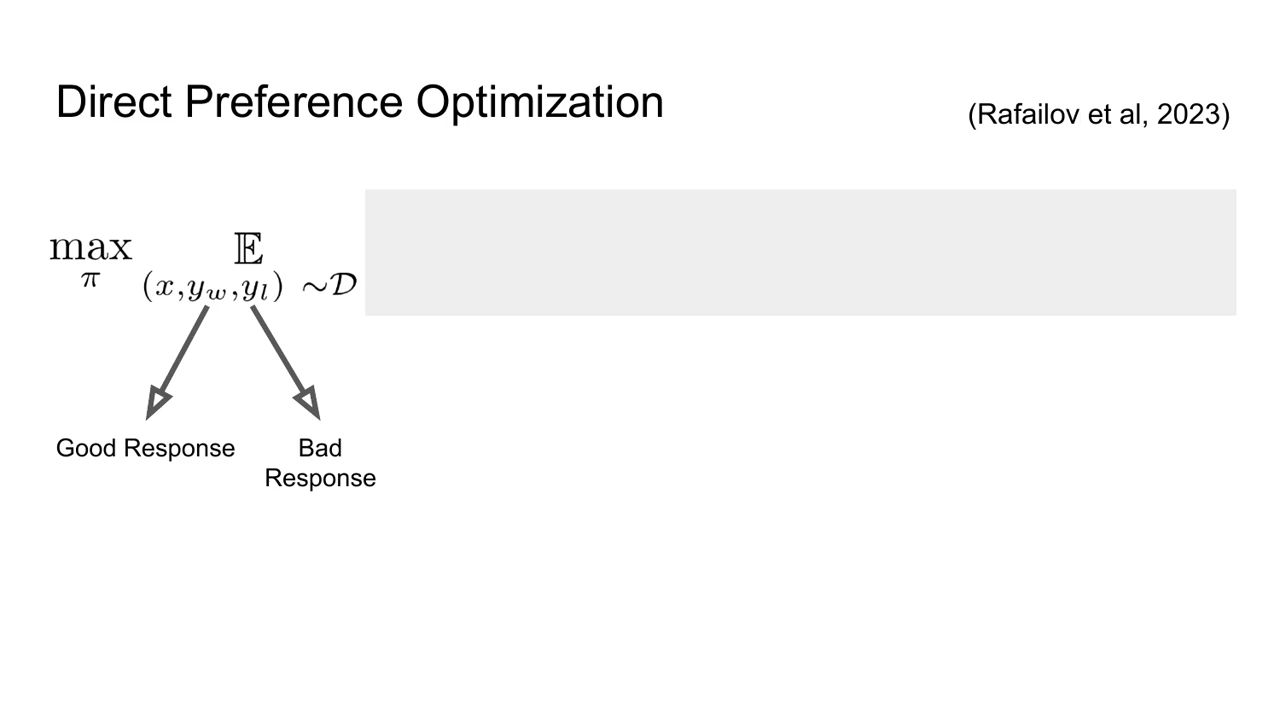 Direct Preference Optimization
(Rafailov et al, 2023)
max 𝔼
π (x,y_w,y_l) ∼𝒟
Good Response
Bad
Response